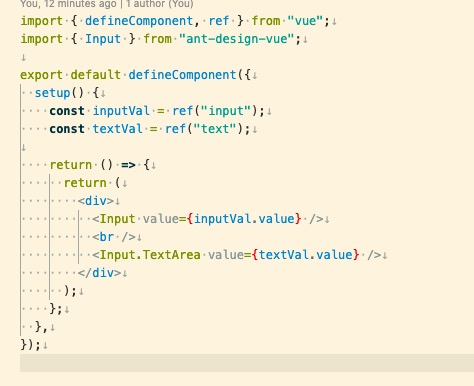 You, 12 minutes ago | 1 author (You)
import { defineComponent, ref } from "vue";
import { Input } from "ant-design-vue";

export default defineComponent({
  setup() {
    const inputVal = ref("input");
    const textVal = ref("text");

    return () => {
      return (
        <div>
          <Input value={inputVal.value} />
          <br />
          <Input.TextArea value={textVal.value} />
        </div>
      );
    };
  },
});